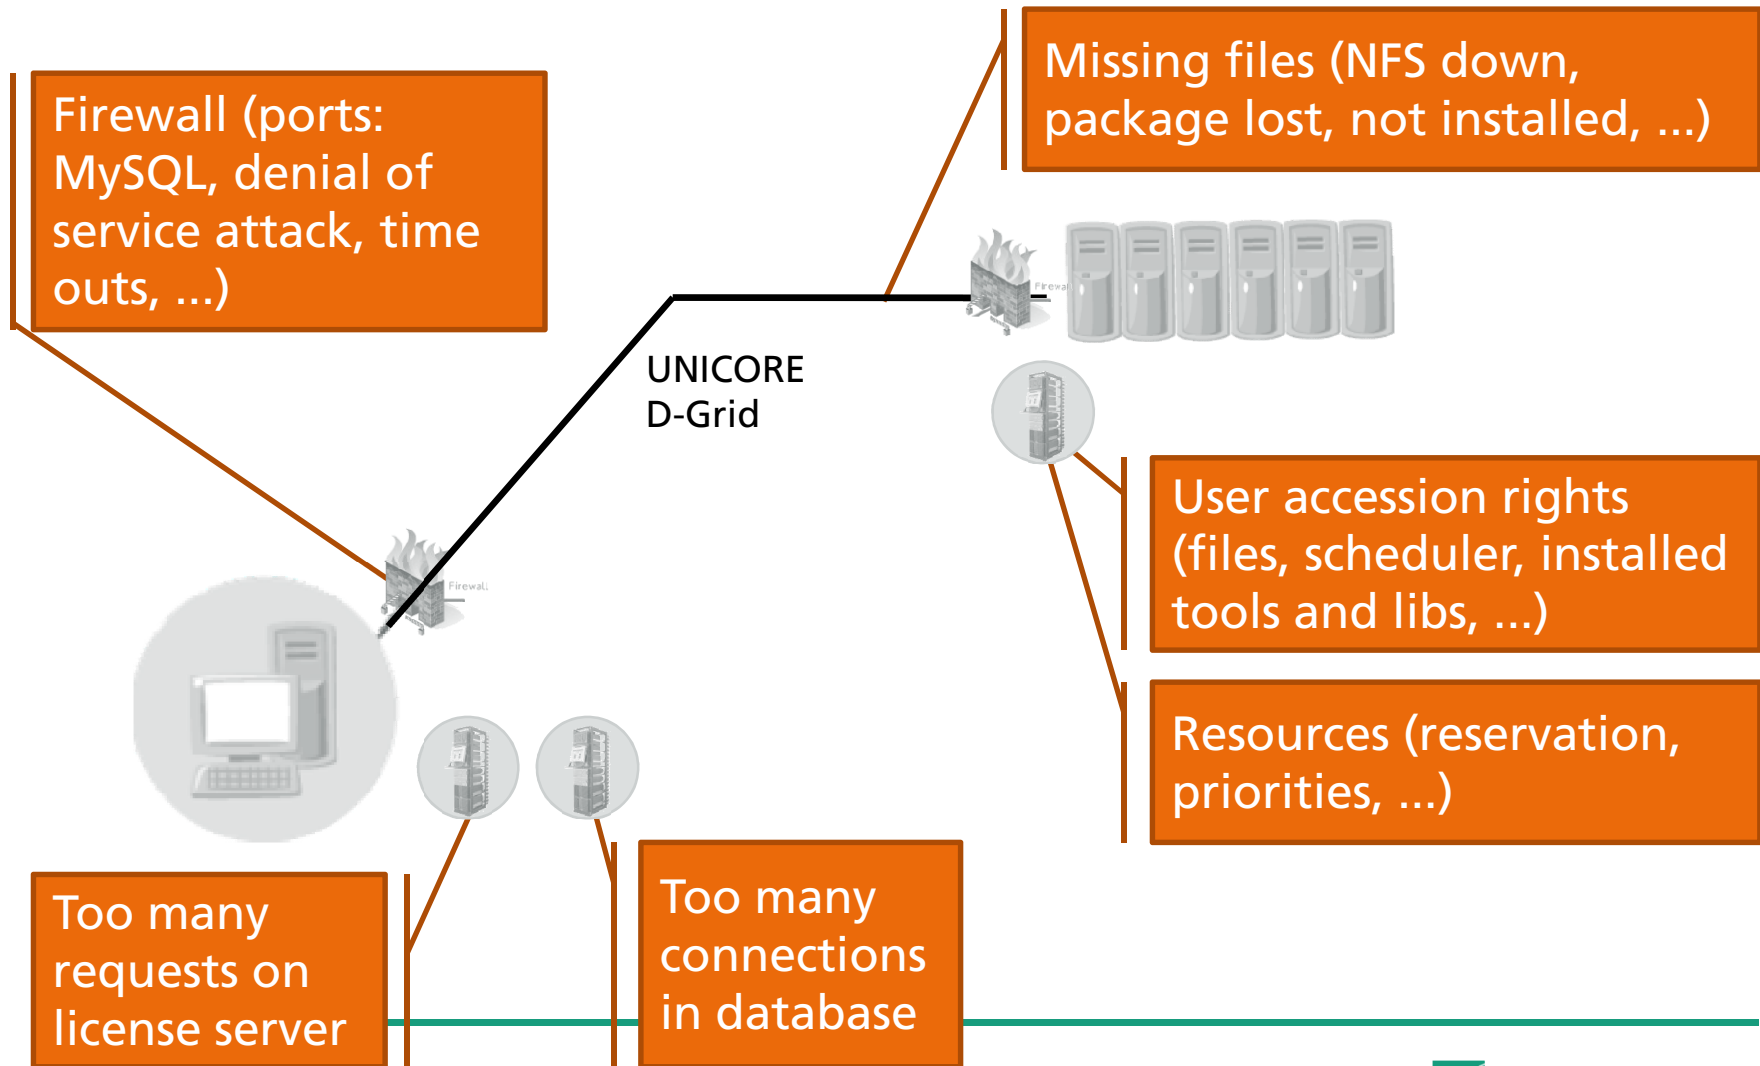 Missing files (NFS down,
package lost, not installed, ...)
Firewall (ports:
MySQL, denial of
service attack, time
outs, ...)
Firewal
UNICORE
D-Grid
User accession rights
(files, scheduler, installed
tools and libs, ...)
Firewall
Resources (reservation,
priorities, ...)
Too many
requests on
license server
Too many
connections
in database